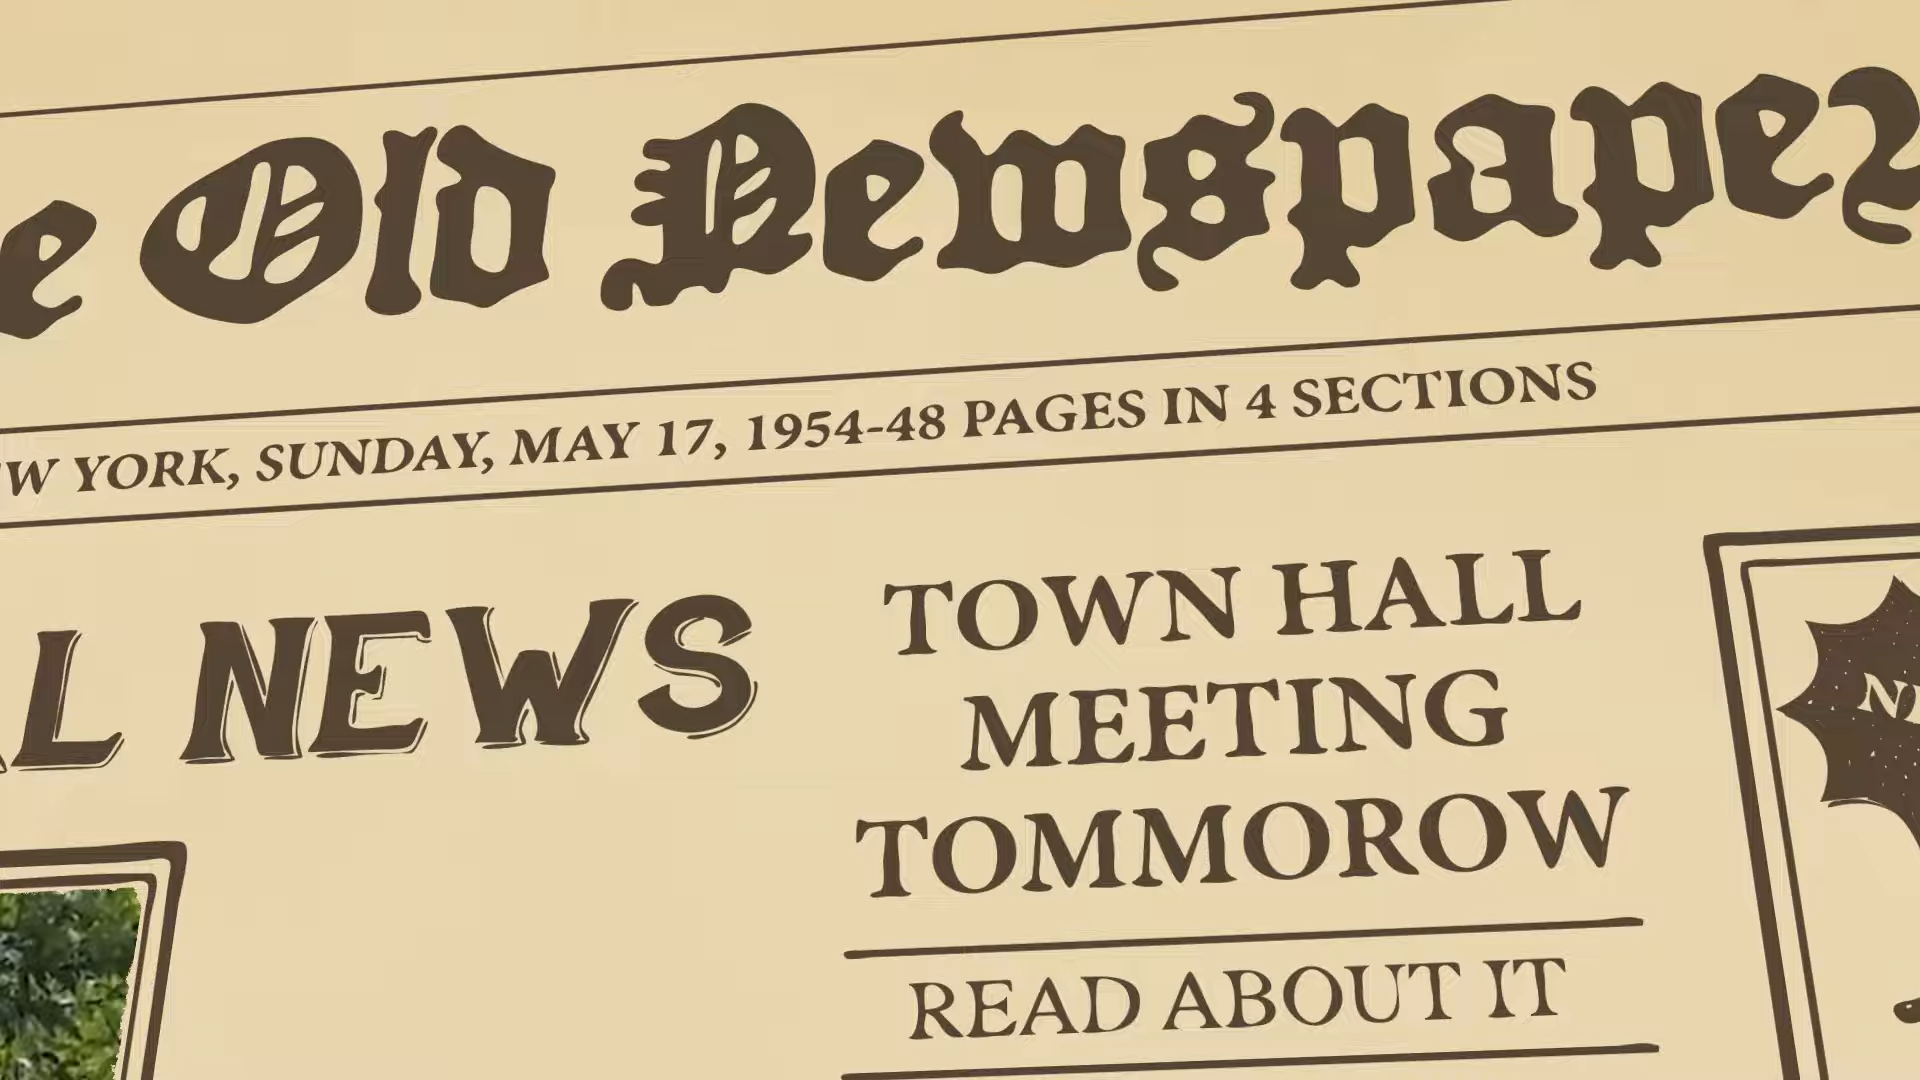 e Old Newspaper
W YORK, SUNDAY, MAY 17, 1954-48 PAGES IN 4 SECTIONS
L NEWS
TOWN HALL
MEETING
TOMMOROW
READ ABOUT IT